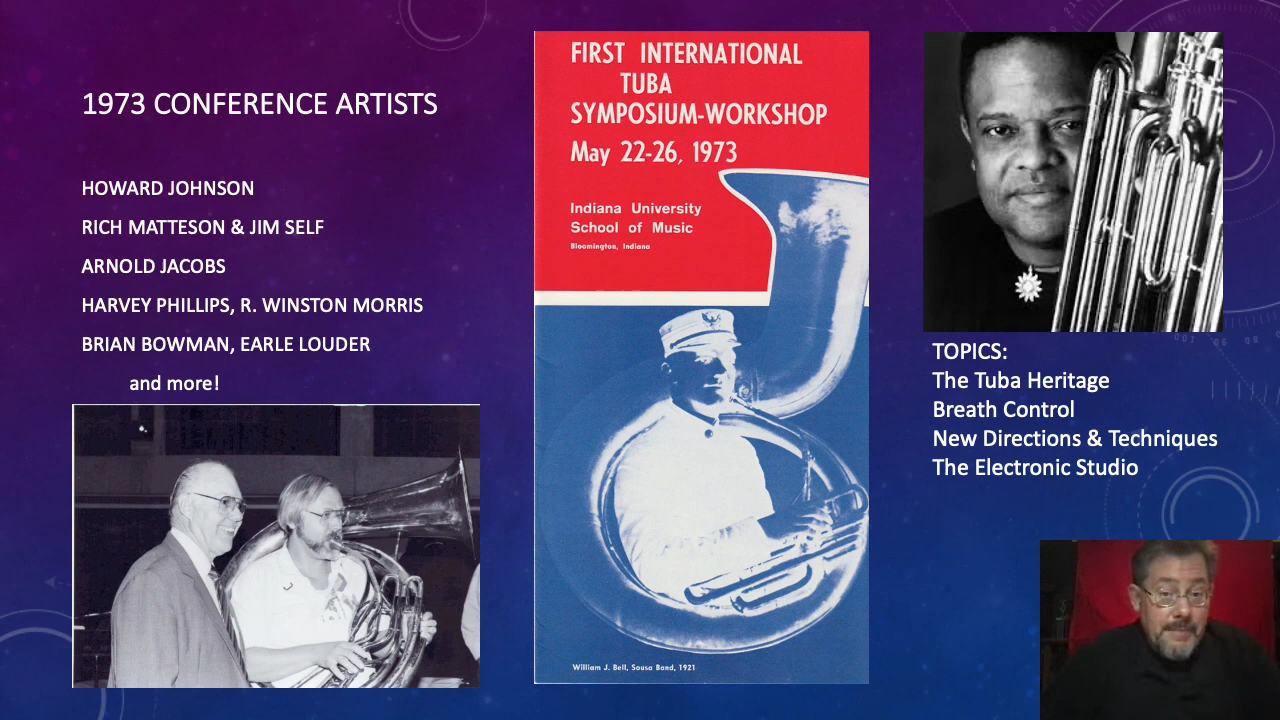 1973 CONFERENCE ARTISTS
HOWARD JOHNSON
RICH MATTESON & JIM SELF
ARNOLD JACOBS
HARVEY PHILLIPS, R. WINSTON MORRIS
BRIAN BOWMAN, EARLE LOUDER
and more!
FIRST INTERNATIONAL
TUBA
SYMPOSIUM-WORKSHOP
May 22-26, 1973
Indiana University
School of Music
Bloomington, Indiana
William J. Bell, Sousa Band, 1921
TOPICS:
The Tuba Heritage
Breath Control
New Directions & Techniques
The Electronic Studio